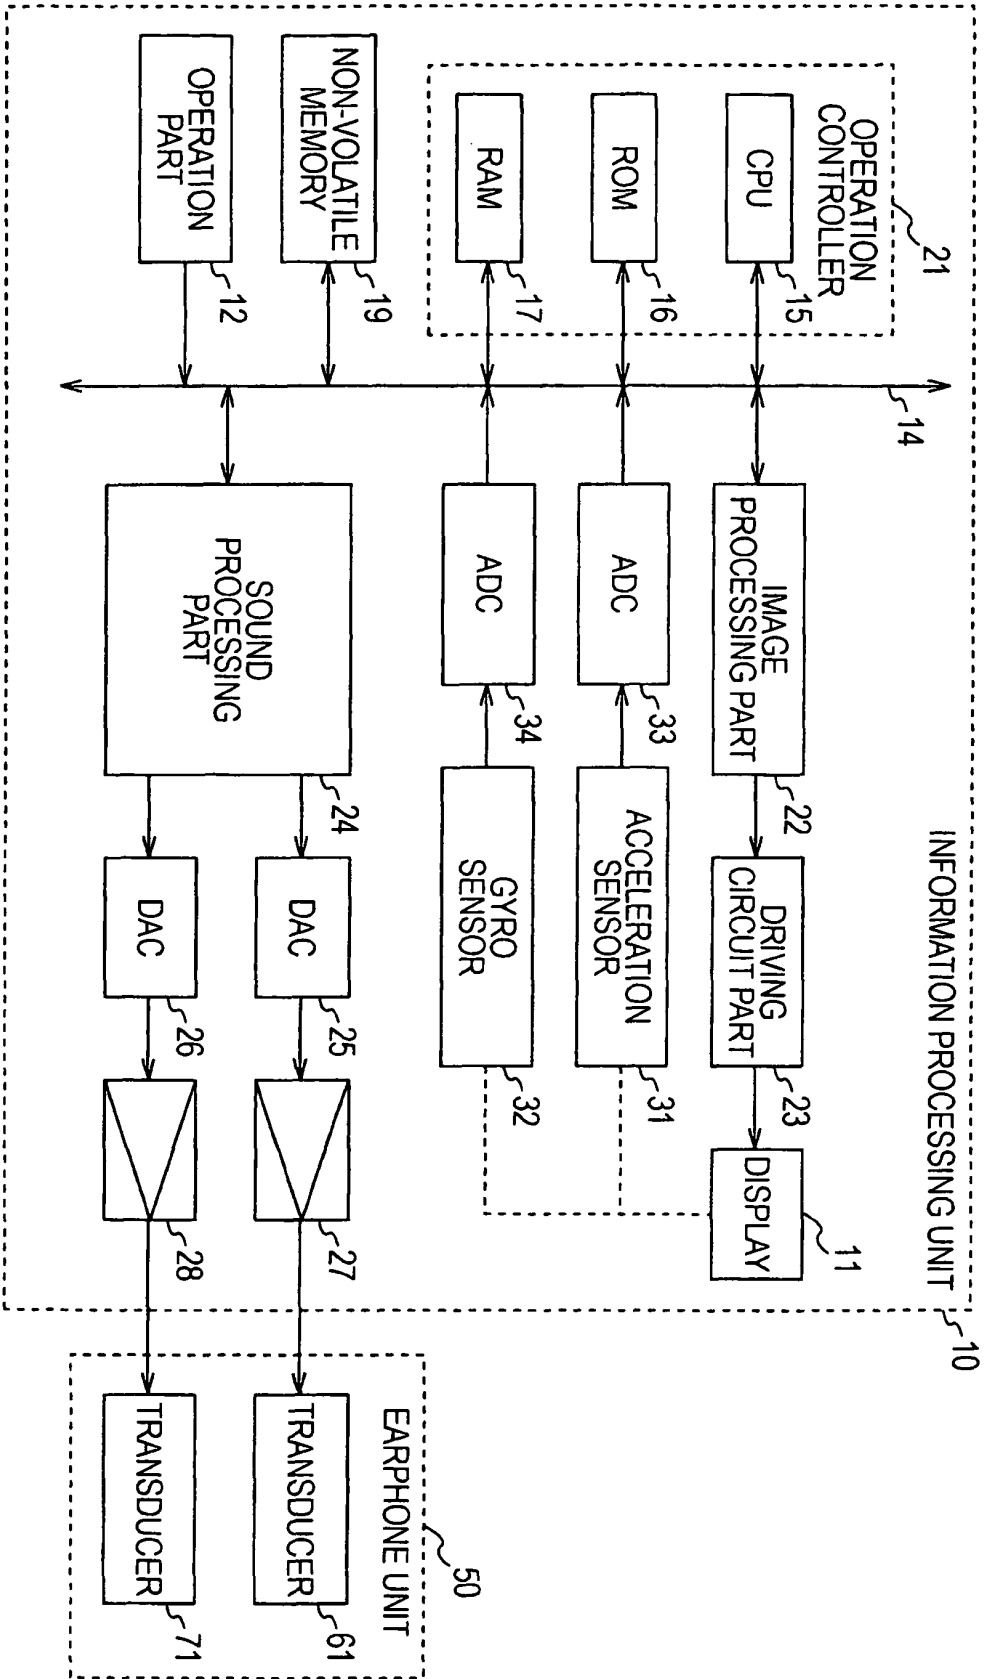 INFORMATION PROCESSING UNIT
10
OPERATION
CONTROLLER
21
CPU
15
ROM
16
RAM
17
NON-VOLATILE
MEMORY
19
OPERATION
PART
12
14
IMAGE
PROCESSING PART
22
DRIVING
CIRCUIT PART
23
DISPLAY
11
ADC
33
ACCELERATION
SENSOR
31
ADC
34
GYRO
SENSOR
32
SOUND
PROCESSING
PART
24
DAC
25
27
DAC
26
28
EARPHONE UNIT
50
TRANSDUCER
61
TRANSDUCER
71